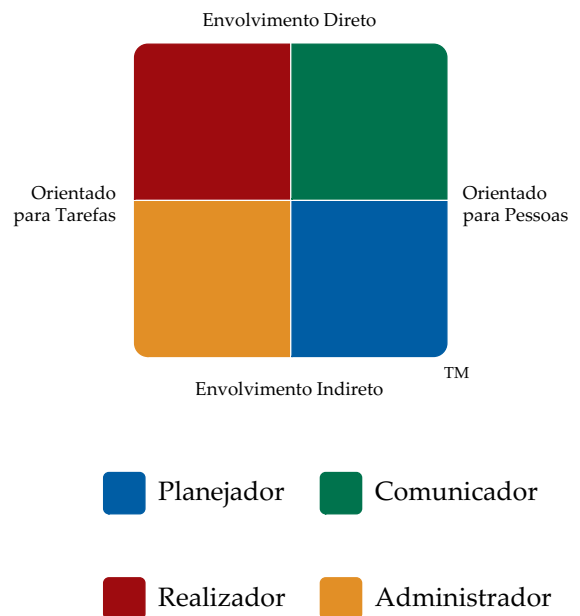 Envolvimento Direto
Orientado
para Tarefas
Orientado
para Pessoas
TM
Envolvimento Indireto
Planejador
Comunicador
Realizador
Administrador